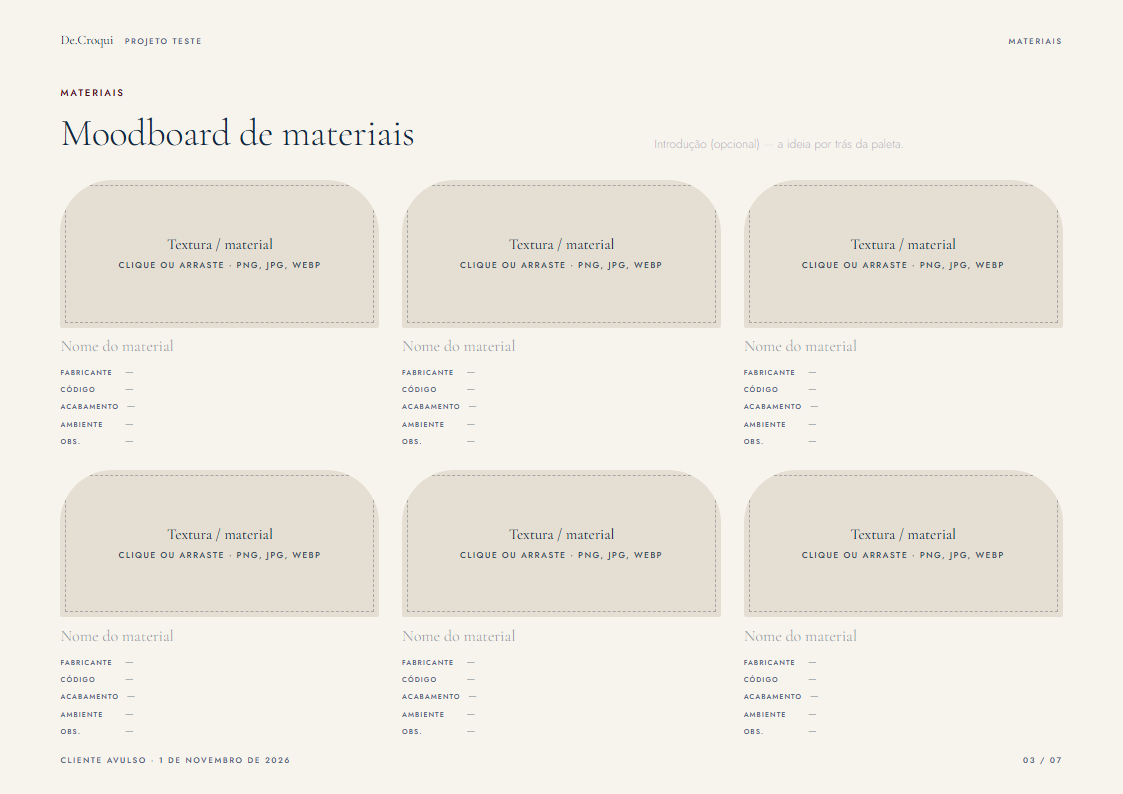 De.Croqui PROJETO TESTE MATERIAIS
MATERIAIS
Moodboard de materiais
Introdução (opcional) — a ideia por trás da paleta.
Textura / material Textura / material Textura / material
CLIQUE OU ARRASTE · PNG, JPG, WEBP CLIQUE OU ARRASTE · PNG, JPG, WEBP CLIQUE OU ARRASTE · PNG, JPG, WEBP
Nome do material Nome do material Nome do material
FABRICANTE — FABRICANTE — FABRICANTE —
CÓDIGO — CÓDIGO — CÓDIGO —
ACABAMENTO — ACABAMENTO — ACABAMENTO —
AMBIENTE — AMBIENTE — AMBIENTE —
OBS. — OBS. — OBS. —
Textura / material Textura / material Textura / material
CLIQUE OU ARRASTE · PNG, JPG, WEBP CLIQUE OU ARRASTE · PNG, JPG, WEBP CLIQUE OU ARRASTE · PNG, JPG, WEBP
Nome do material Nome do material Nome do material
FABRICANTE — FABRICANTE — FABRICANTE —
CÓDIGO — CÓDIGO — CÓDIGO —
ACABAMENTO — ACABAMENTO — ACABAMENTO —
AMBIENTE — AMBIENTE — AMBIENTE —
OBS. — OBS. — OBS. —
CLIENTE AVULSO · 1 DE NOVEMBRO DE 2026 03 / 07